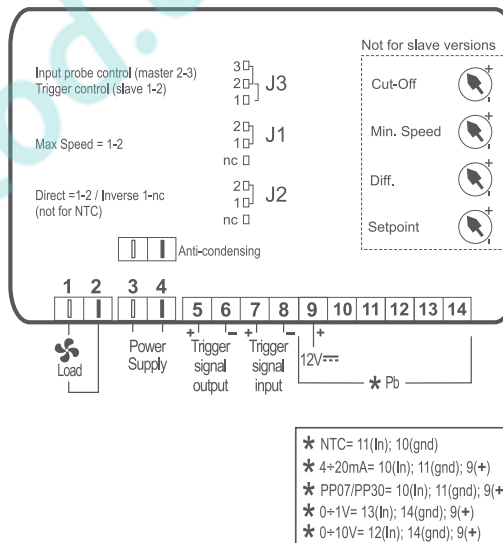 Not for slave versions
Input probe control (master 2-3)
Trigger control (slave 1-2)
3
2
1
J3
Cut-Off
+
-
Max Speed = 1-2
2
1
nc
J1
Min. Speed
+
-
Direct =1-2 / Inverse 1-nc
(not for NTC)
2
1
nc
J2
Diff.
+
-
Setpoint
+
-
Anti-condensing
1 2 3 4 5 6 7 8 9 10 11 12 13 14
+ - + - +
Load
Power
Supply
Trigger
signal
output
Trigger
signal
input
12V
* Pb
* NTC= 11(In); 10(gnd)
* 4÷20mA= 10(In); 11(gnd); 9(+)
* PP07/PP30= 10(In); 11(gnd); 9(+
* 0÷1V= 13(In); 14(gnd); 9(+)
* 0÷10V= 12(In); 14(gnd); 9(+)